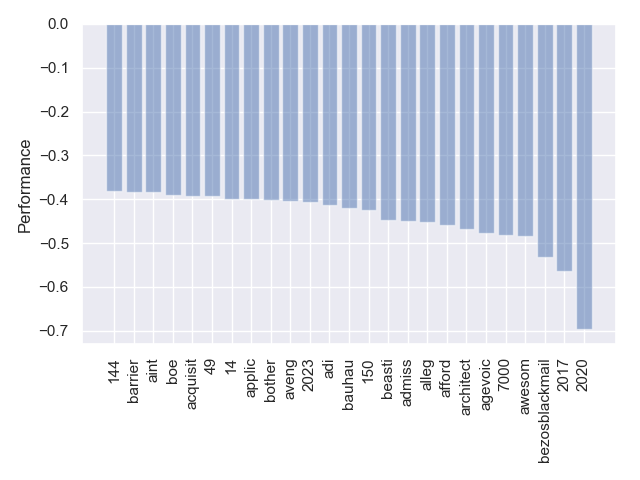 0.0
−0.1
−0.2
−0.3
−0.4
−0.5
−0.6
−0.7
Performance
144
barrier
aint
boe
acquisit
49
14
applic
bother
aveng
2023
adi
bauhau
150
beasti
admiss
alleg
afford
architect
agevoic
7000
awesom
bezosblackmail
2017
2020